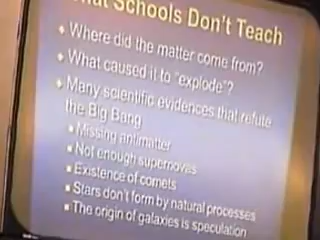 What Schools Don't Teach
Where did the matter come from?
What caused it to "explode"?
Many scientific evidences that refute
the Big Bang
Missing antimatter
Not enough supernovas
Existence of comets
Stars don't form by natural processes
The origin of galaxies is speculation